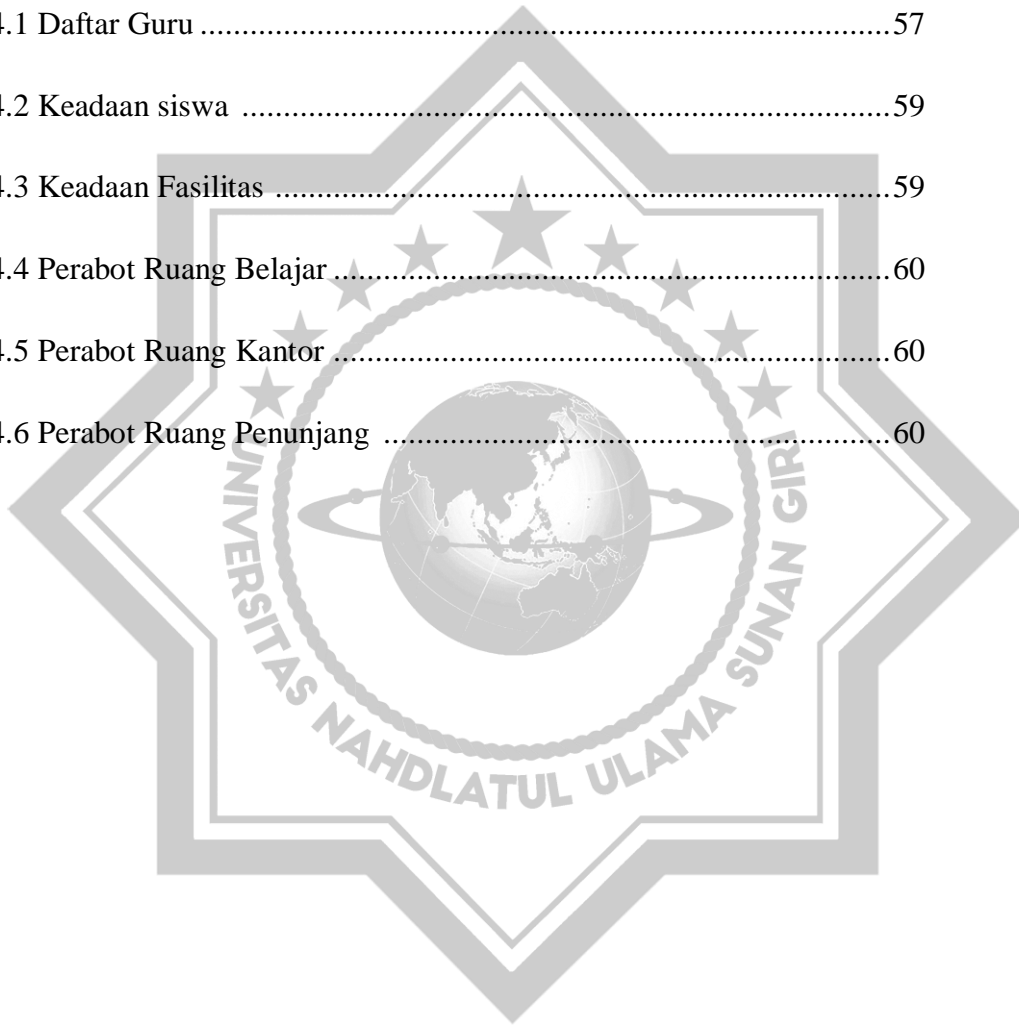 4.1 Daftar Guru ..................................................................................... 57
4.2 Keadaan siswa ................................................................................ 59
4.3 Keadaan Fasilitas ............................................................................ 59
4.4 Perabot Ruang Belajar ..................................................................... 60
4.5 Perabot Ruang Kantor ..................................................................... 60
4.6 Perabot Ruang Penunjang ............................................................... 60
UNIVERSITAS NAHDLATUL ULAMA SUNAN GIRI